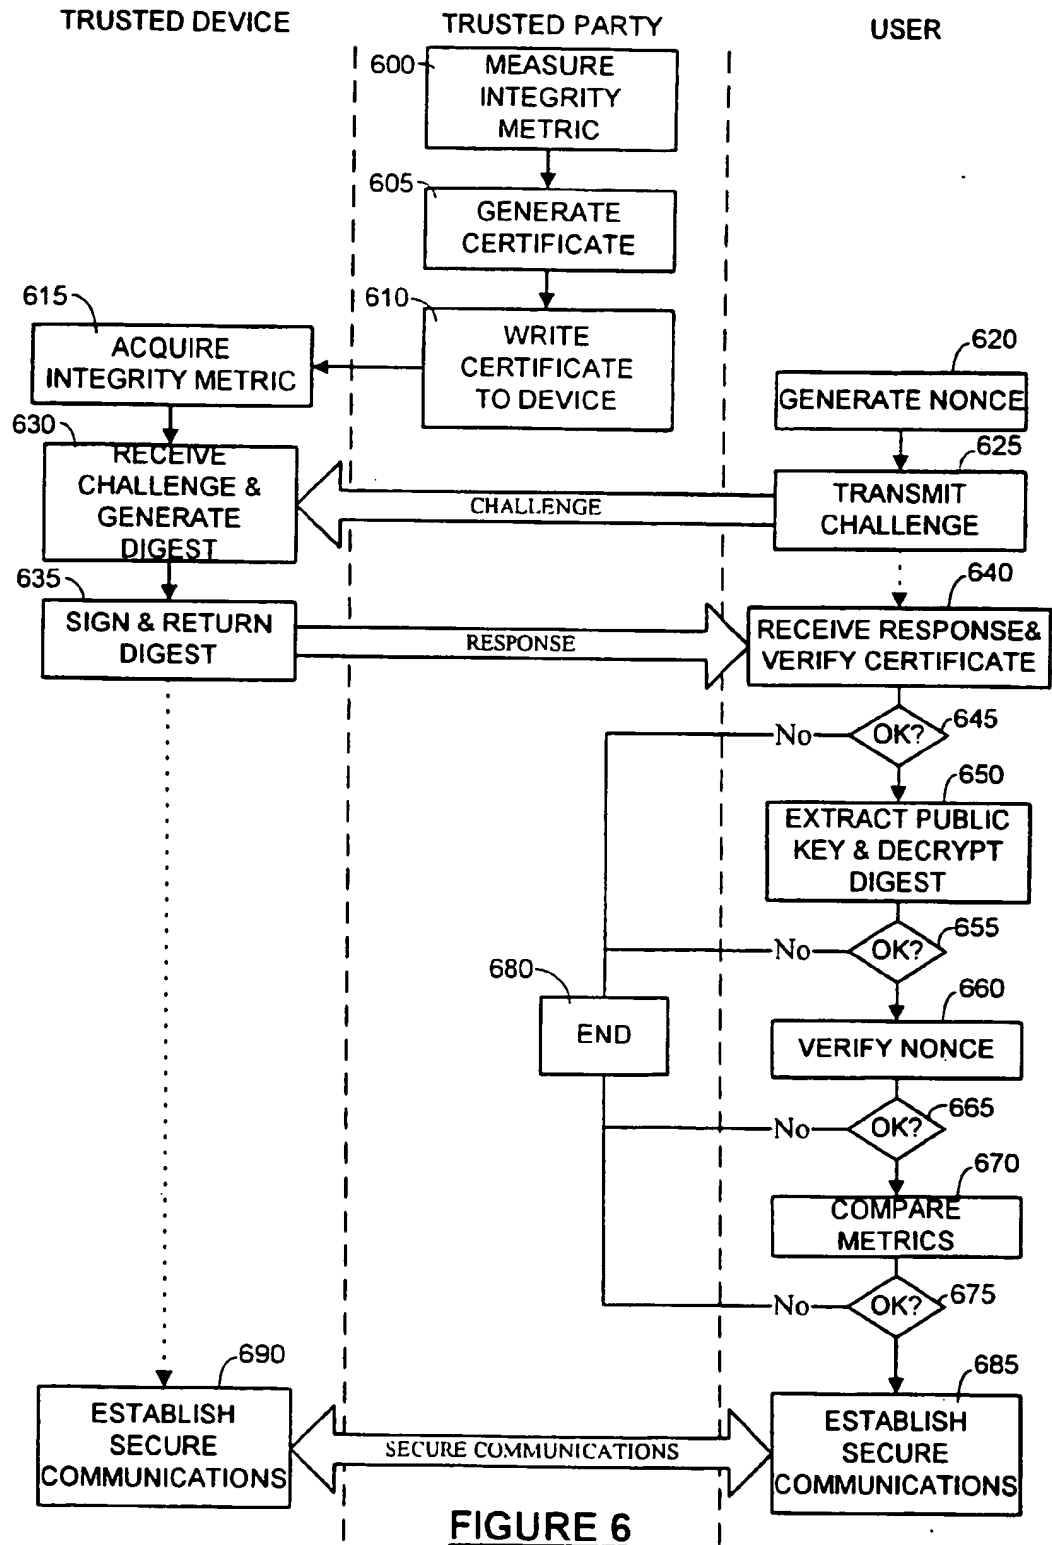 TRUSTED DEVICE
TRUSTED PARTY
USER
600
MEASURE
INTEGRITY
METRIC
605
GENERATE
CERTIFICATE
610
WRITE
CERTIFICATE
TO DEVICE
615
ACQUIRE
INTEGRITY METRIC
620
GENERATE NONCE
625
TRANSMIT
CHALLENGE
CHALLENGE
630
RECEIVE
CHALLENGE &
GENERATE
DIGEST
635
SIGN & RETURN
DIGEST
RESPONSE
640
RECEIVE RESPONSE&
VERIFY CERTIFICATE
645
OK?
No
650
EXTRACT PUBLIC
KEY & DECRYPT
DIGEST
655
OK?
No
680
END
660
VERIFY NONCE
665
OK?
No
670
COMPARE
METRICS
675
OK?
No
690
ESTABLISH
SECURE
COMMUNICATIONS
SECURE COMMUNICATIONS
685
ESTABLISH
SECURE
COMMUNICATIONS
FIGURE 6